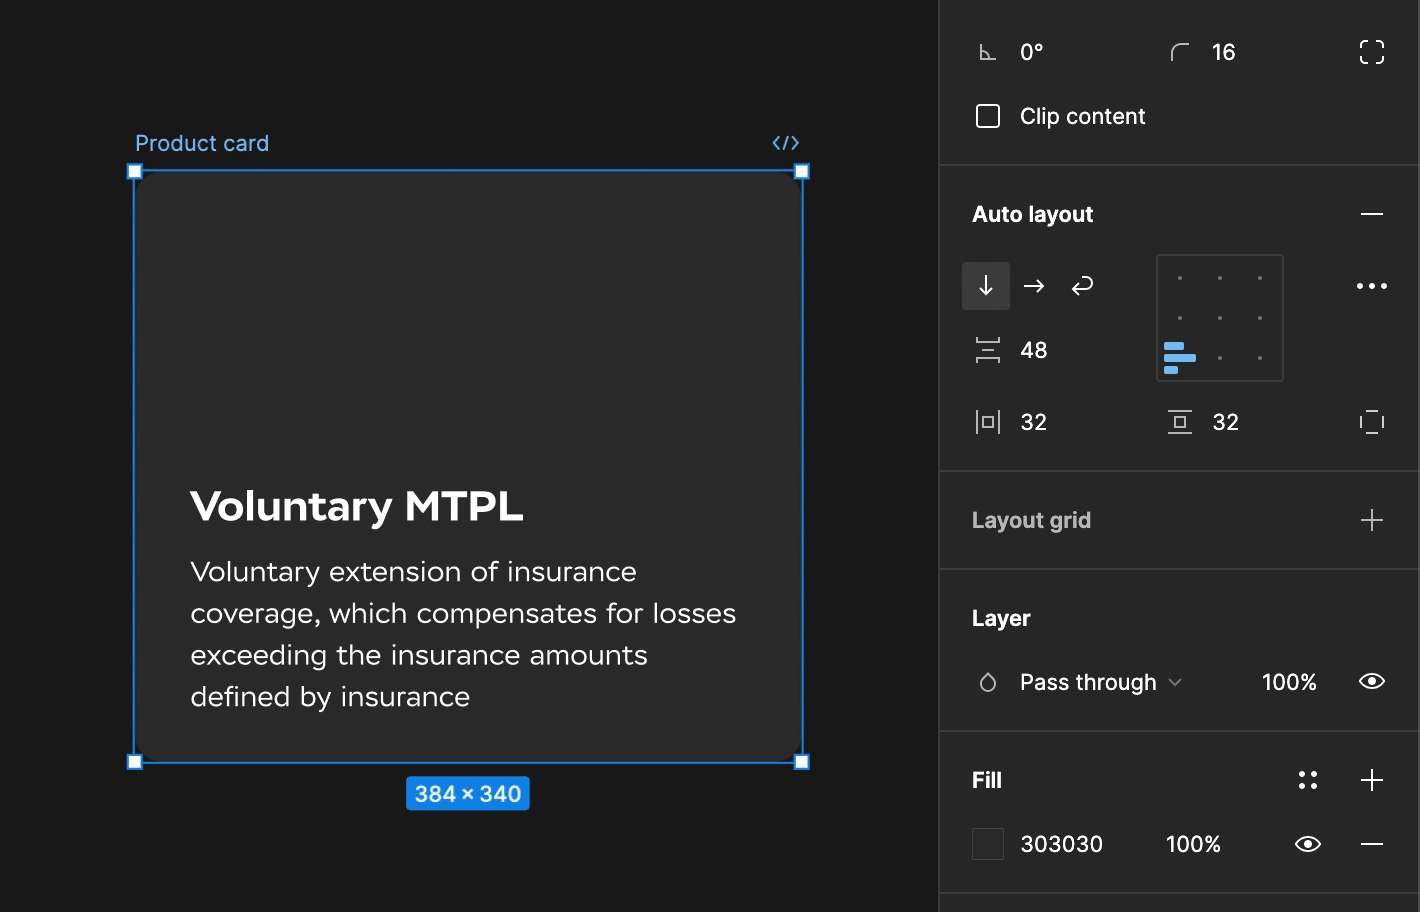 0°
16
Clip content
Product card
Auto layout
48
32
32
Voluntary MTPL
Voluntary extension of insurance
coverage, which compensates for losses
exceeding the insurance amounts
defined by insurance
384 × 340
Layout grid
Layer
Pass through
100%
Fill
303030
100%